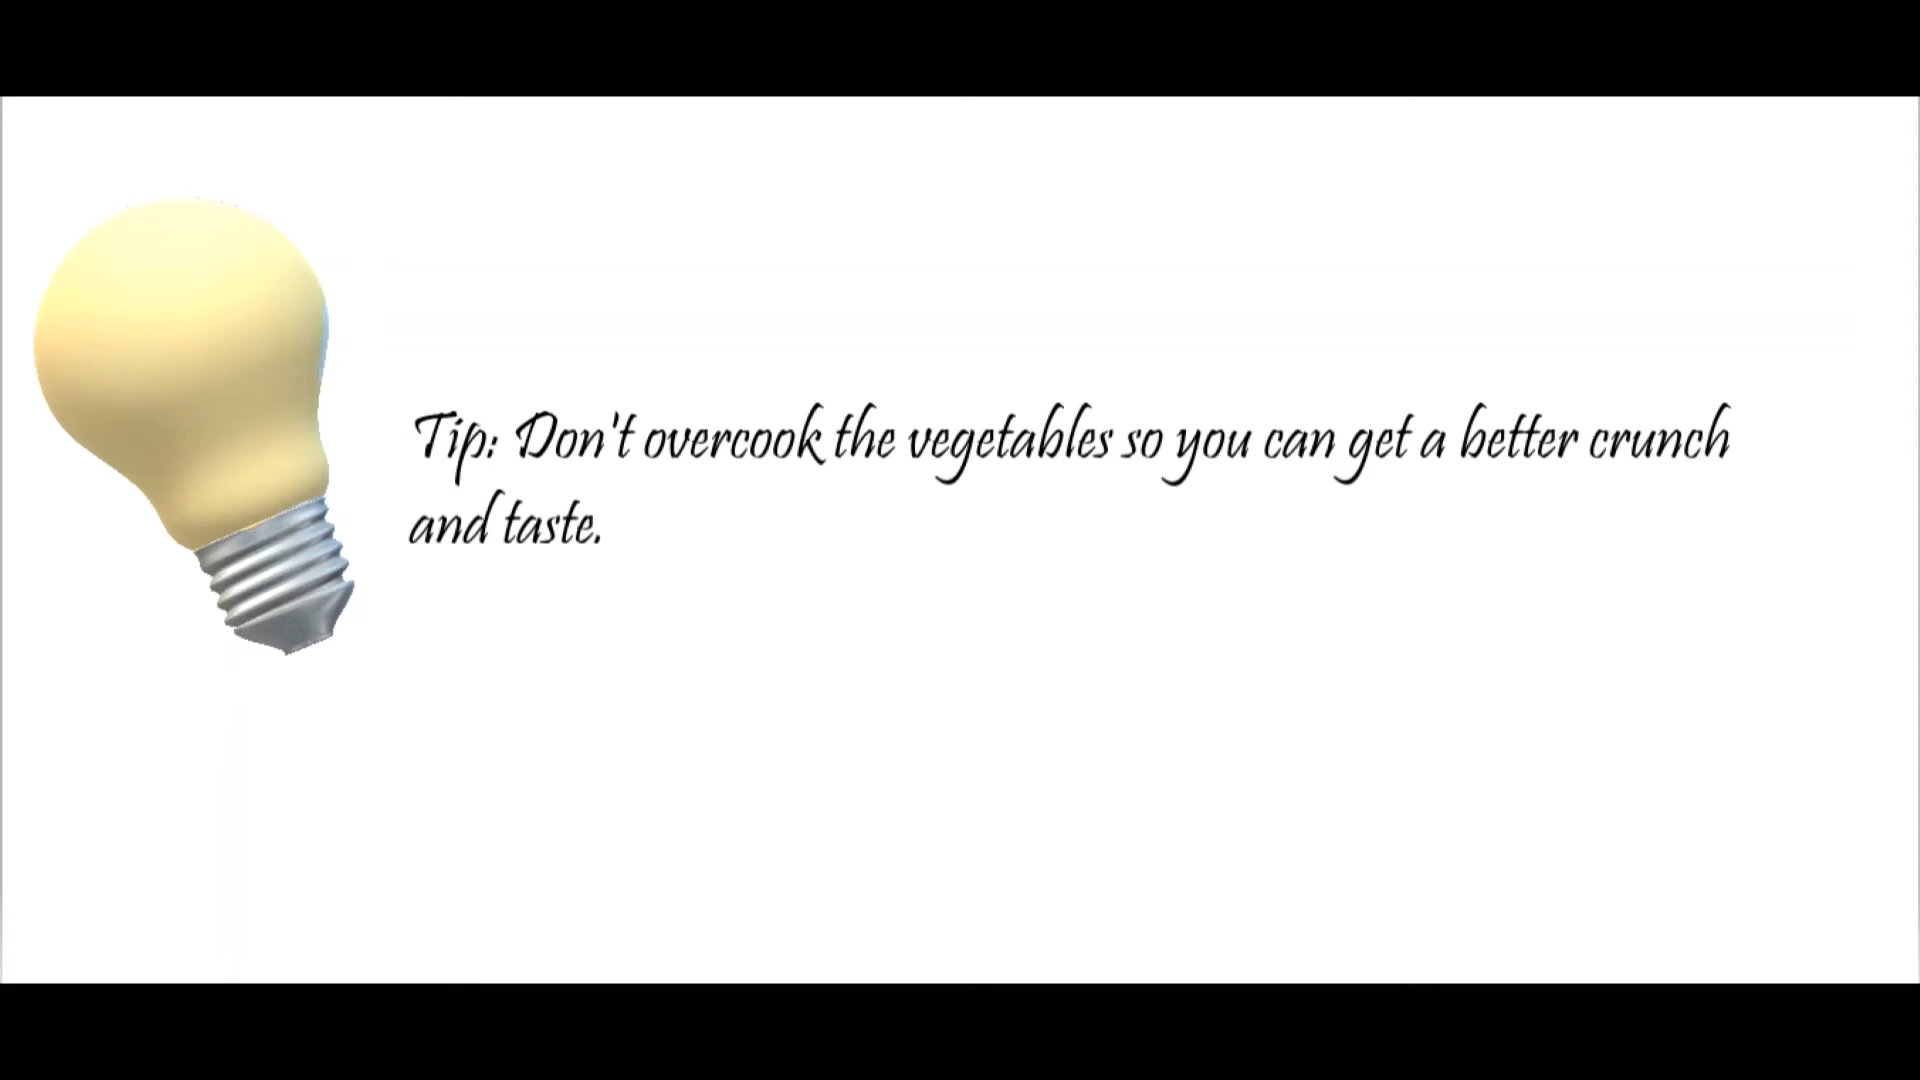 Tip: Don't overcook the vegetables so you can get a better crunch
and taste.